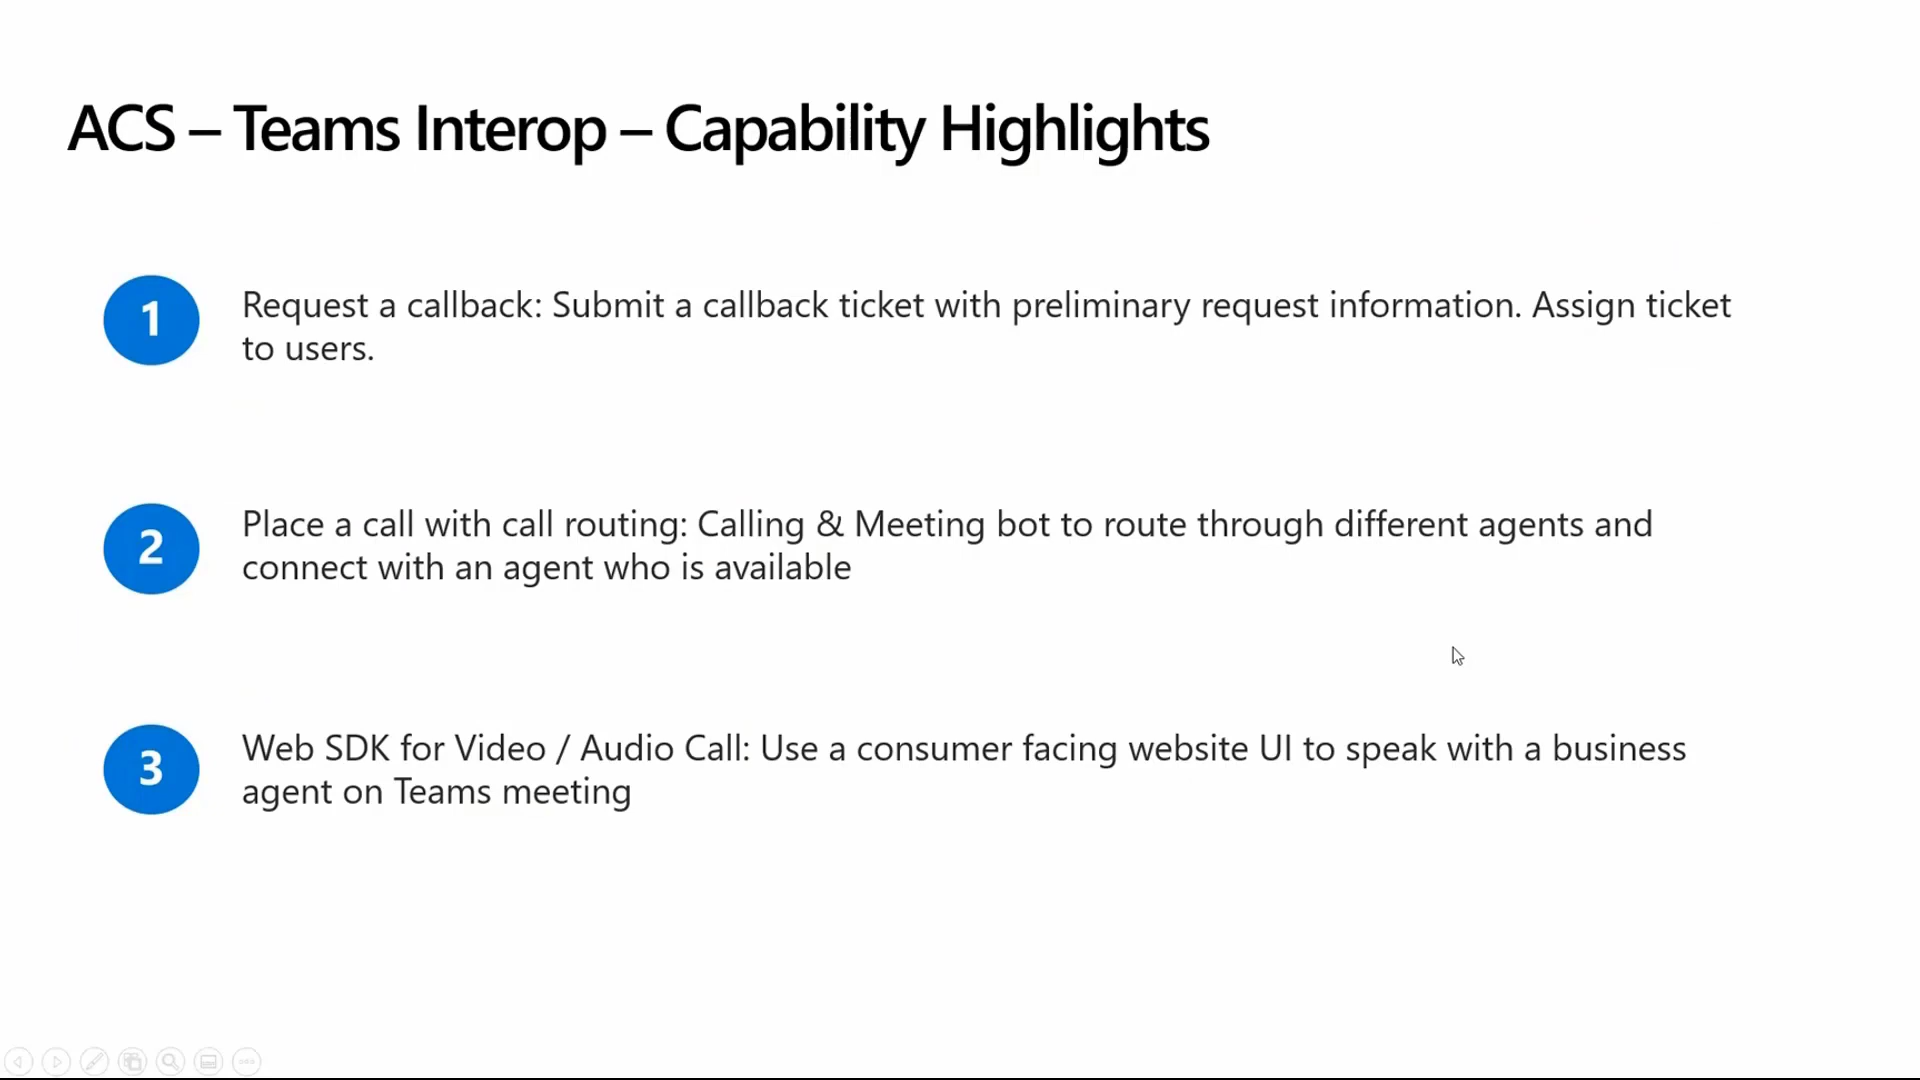 ACS – Teams Interop – Capability Highlights
1
Request a callback: Submit a callback ticket with preliminary request information. Assign ticket
to users.
2
Place a call with call routing: Calling & Meeting bot to route through different agents and
connect with an agent who is available
3
Web SDK for Video / Audio Call: Use a consumer facing website UI to speak with a business
agent on Teams meeting